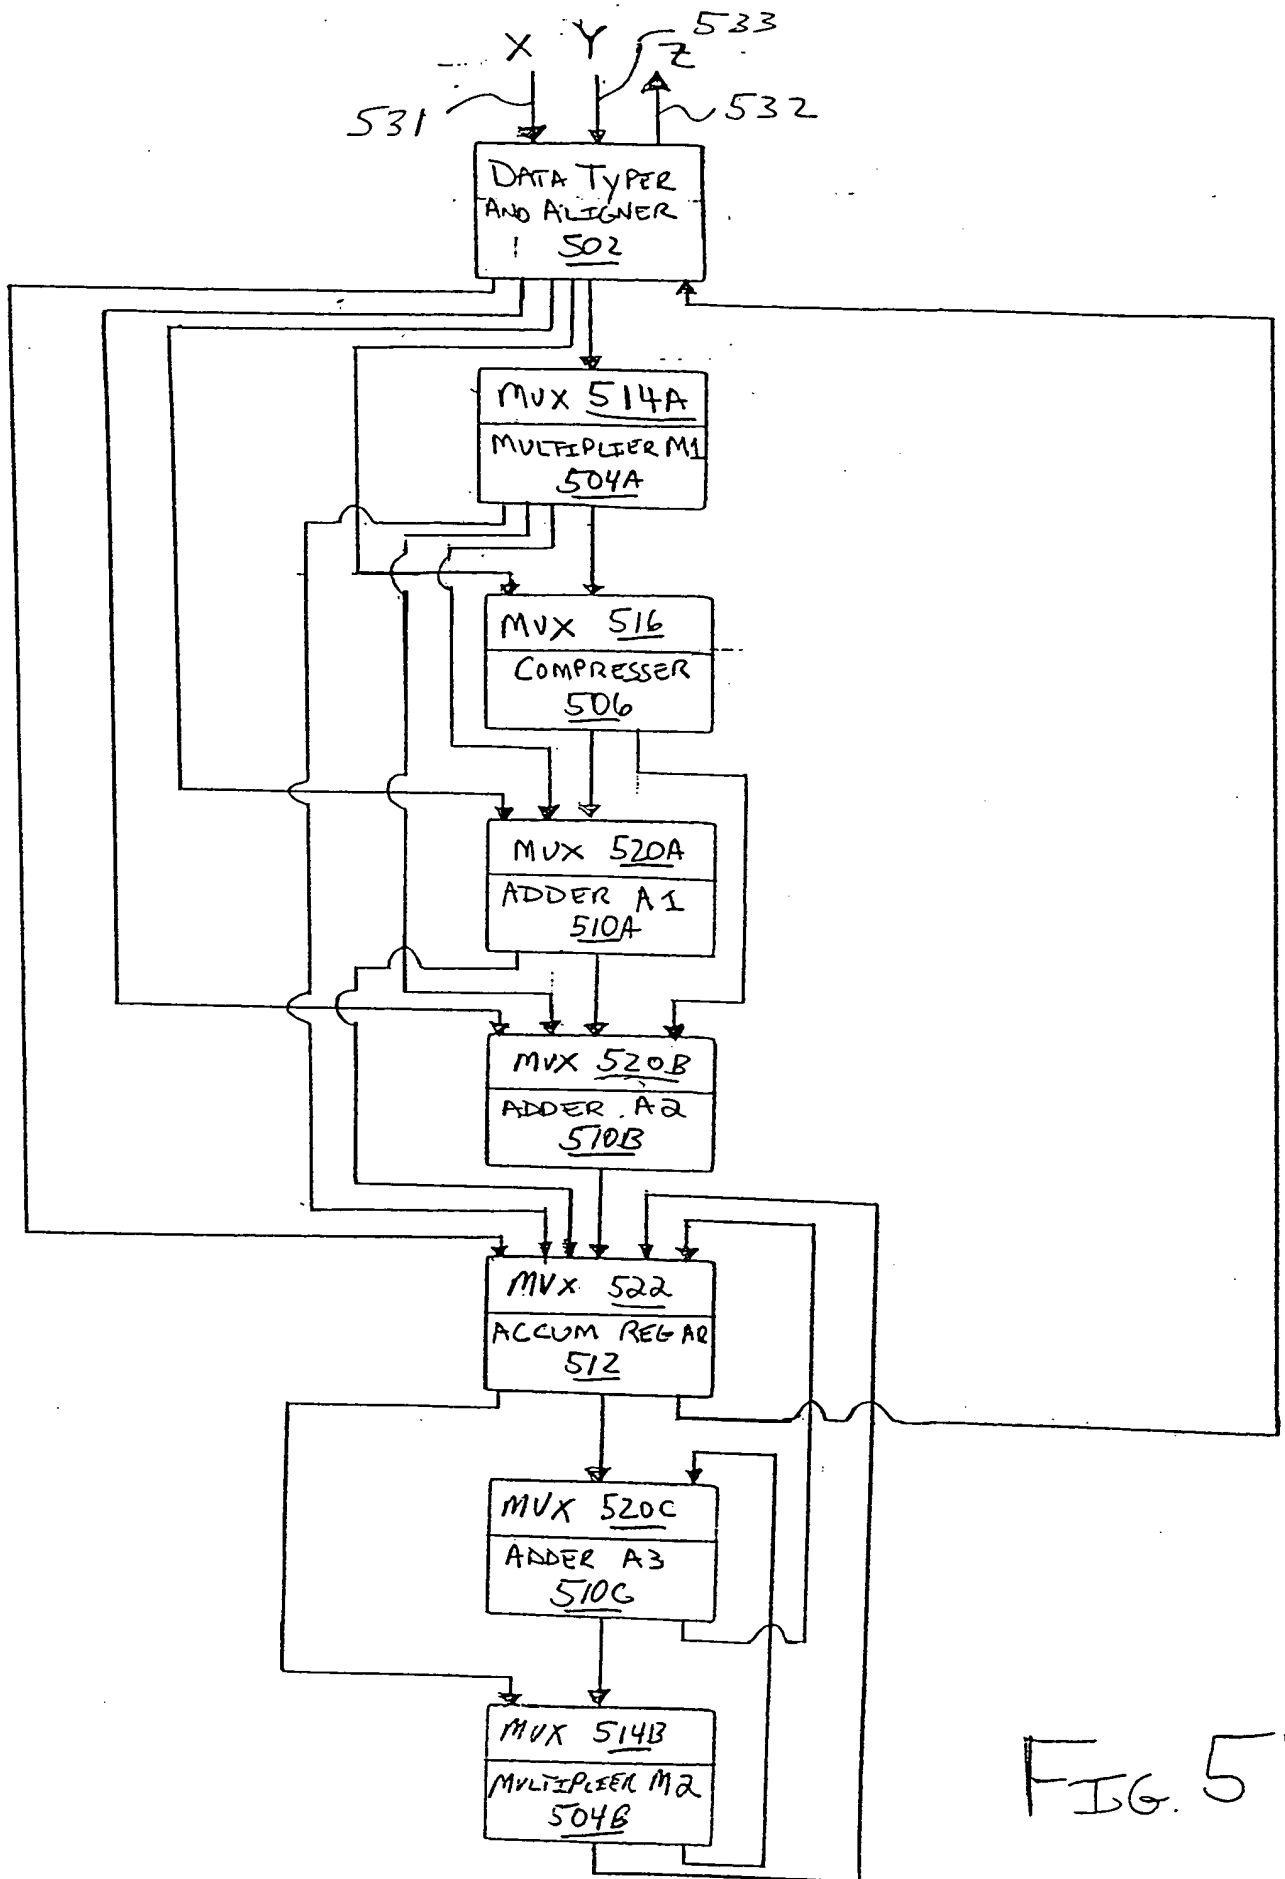 533
X Y Z
531 532
DATA TYPER
AND ALIGNER
502
MUX 514A
MULTIPLIER M1
504A
MUX 516
COMPRESSER
506
MUX 520A
ADDER A1
510A
MUX 520B
ADDER A2
510B
MUX 522
ACCUM REG AR
512
MUX 520C
ADDER A3
510C
MUX 514B
MULTIPLIER M2
504B
FIG. 5